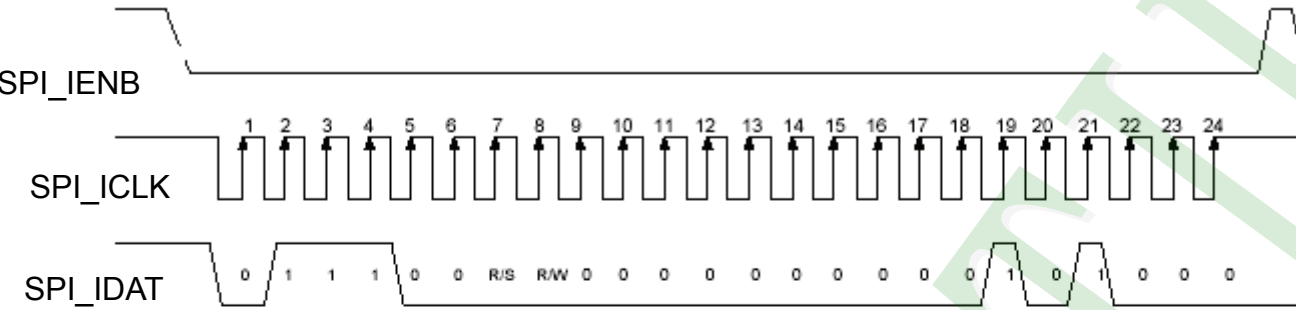 SPI_IENB
1 2 3 4 5 6 7 8 9 10 11 12 13 14 15 16 17 18 19 20 21 22 23 24
SPI_ICLK
0 1 1 1 0 0 R/S R/W 0 0 0 0 0 0 0 0 0 0 1 0 1 0 0 0
SPI_IDAT